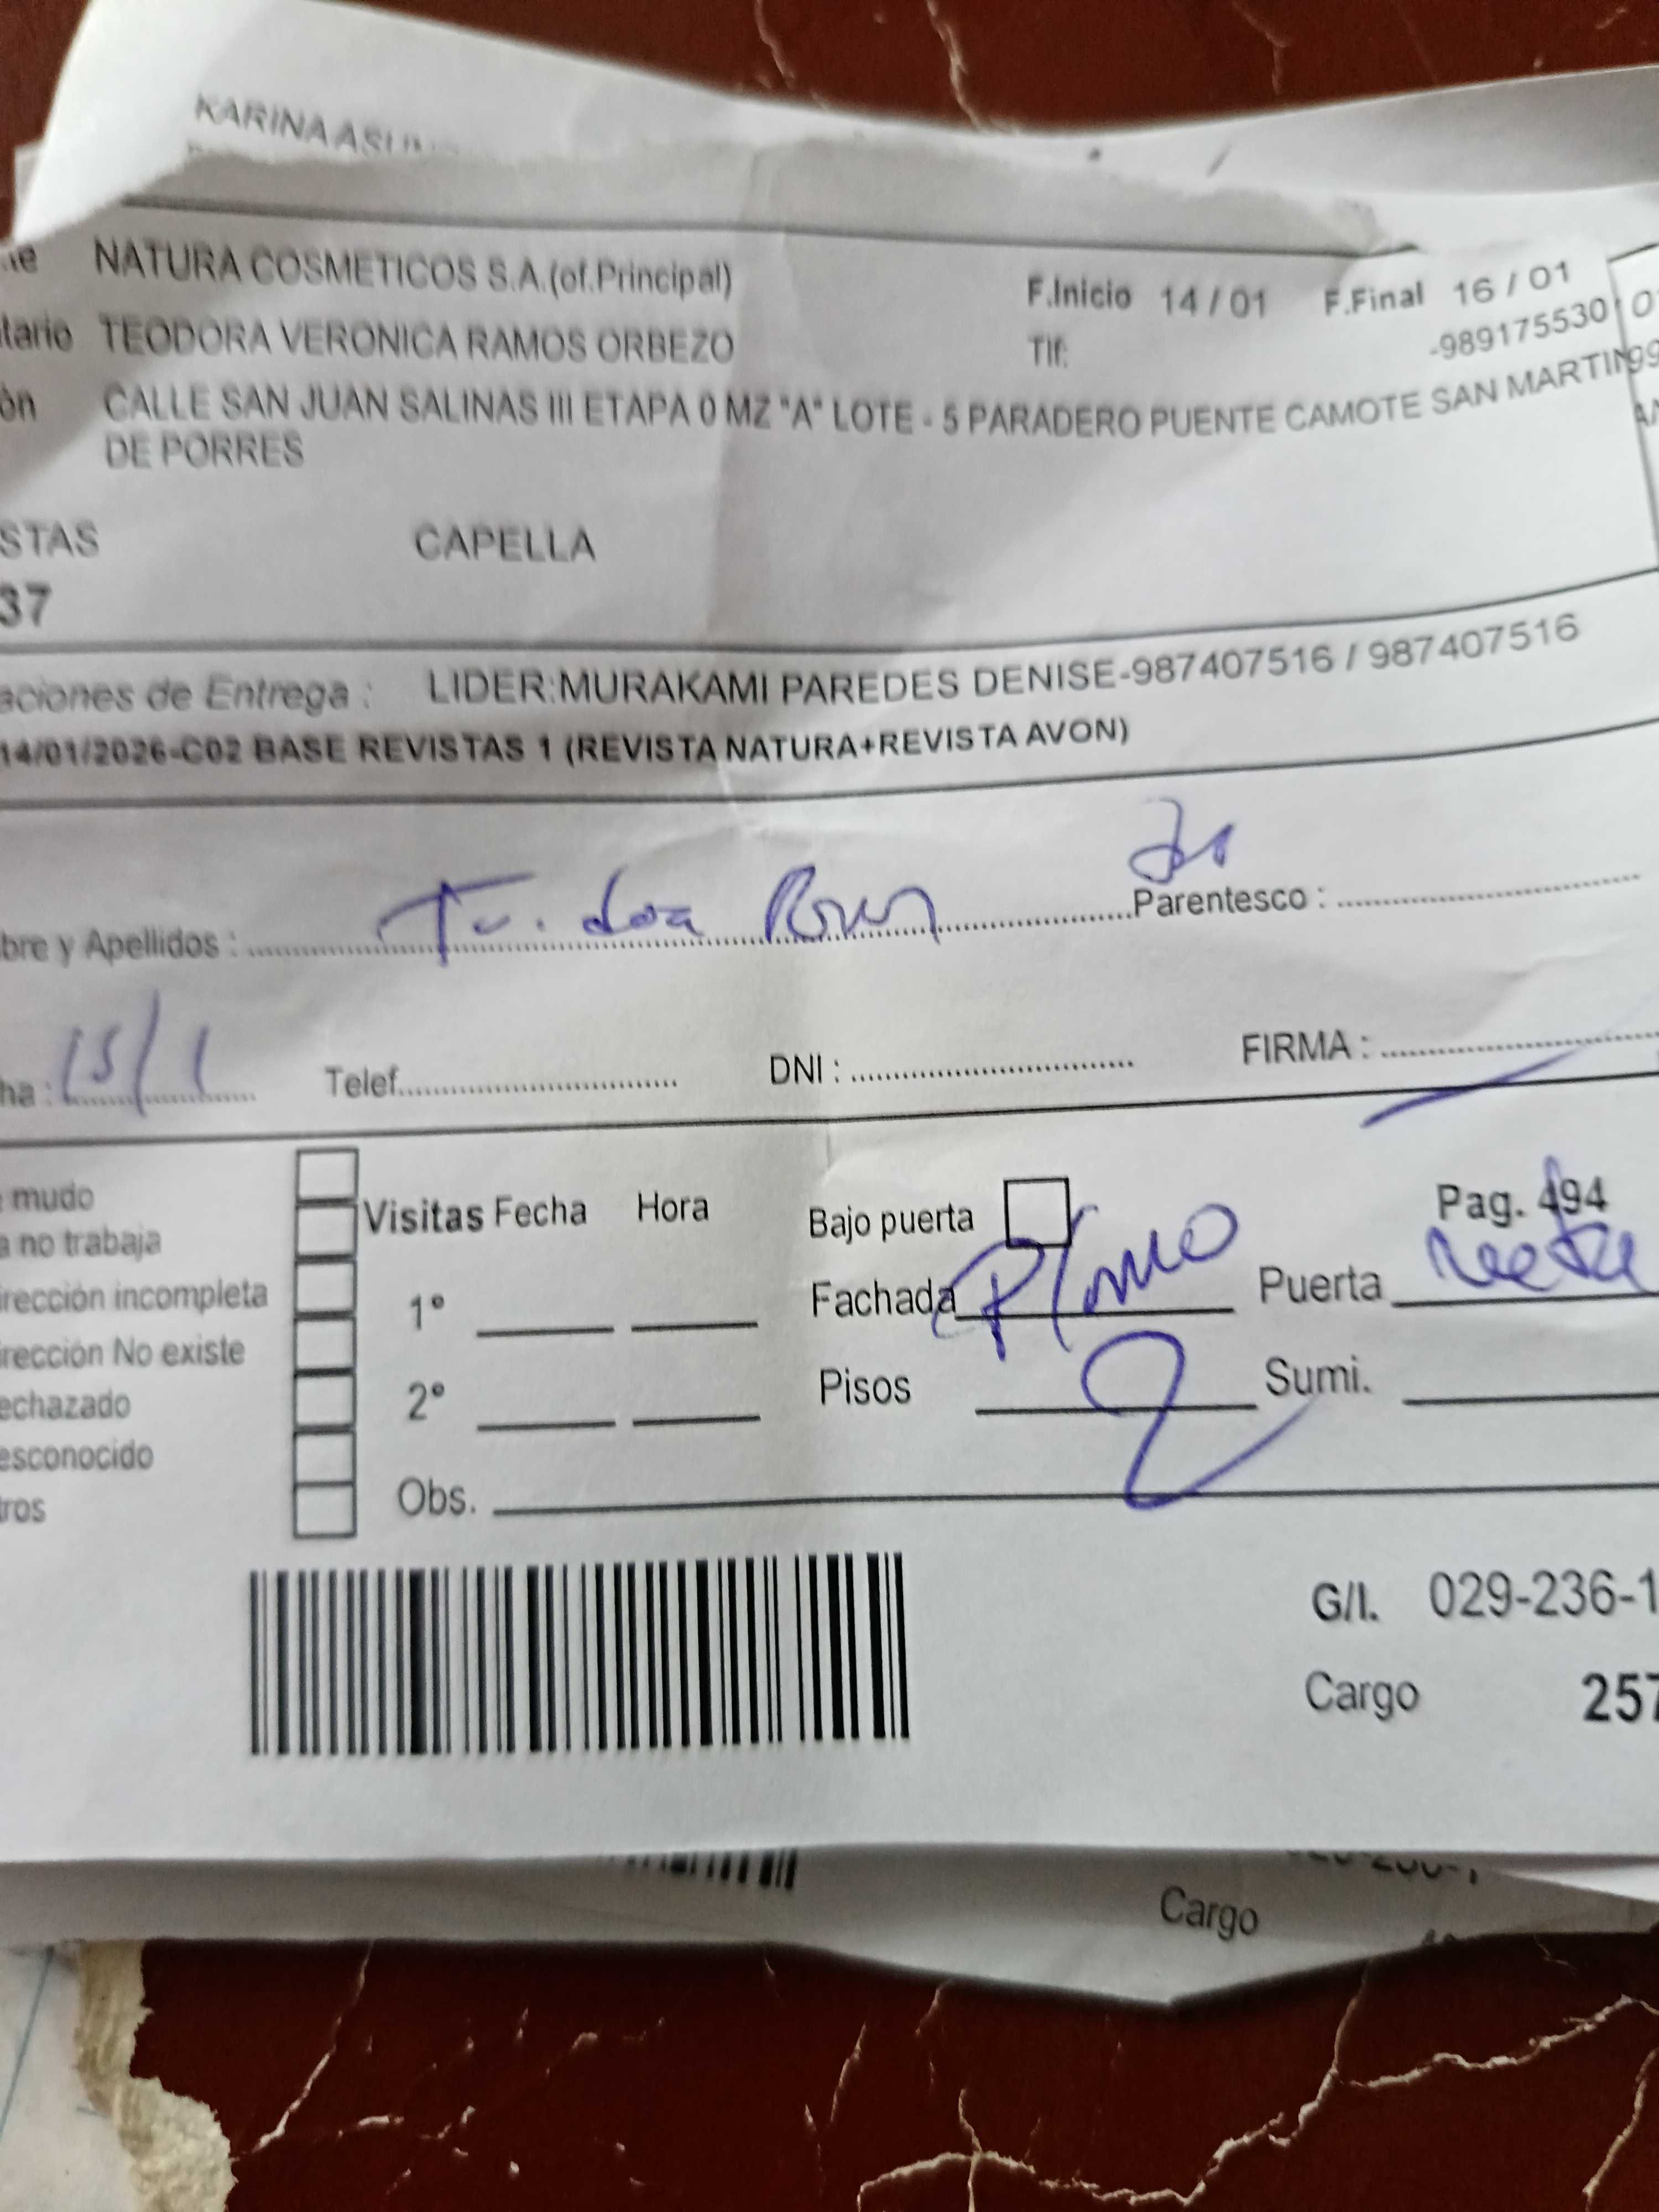 KARINA
NATURA COSMETICOS S.A.(of.Principal) F.Inicio 14 / 01 F.Final 16 / 01
tario TEODORA VERONICA RAMOS ORBEZO Tlf: -989175530
ón CALLE SAN JUAN SALINAS III ETAPA 0 MZ "A" LOTE - 5 PARADERO PUENTE CAMOTE SAN MARTIN
DE PORRES
STAS CAPELLA
37
aciones de Entrega : LIDER:MURAKAMI PAREDES DENISE-987407516 / 987407516
14/01/2026-C02 BASE REVISTAS 1 (REVISTA NATURA+REVISTA AVON)
bre y Apellidos : Parentesco :
ha : 15/1 Telef. DNI : FIRMA :
mudo
a no trabaja
Visitas Fecha Hora Bajo puerta Pag. 494
irección incompleta 1° Fachada Plomo Puerta
irección No existe
echazado 2° Pisos 2 Sumi.
esconocido
tros Obs.
G/I. 029-236-1
Cargo 257
Cargo